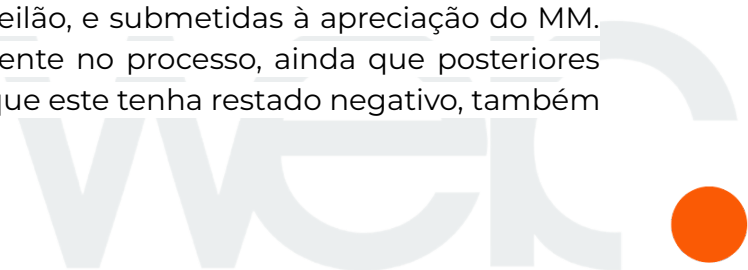 eilão, e submetidas à apreciação do MM.
ente no processo, ainda que posteriores
que este tenha restado negativo, também